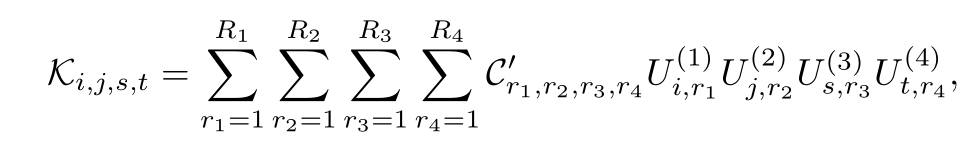 $\mathcal{K}_{i,j,s,t} = \sum_{r_1=1}^{R_1} \sum_{r_2=1}^{R_2} \sum_{r_3=1}^{R_3} \sum_{r_4=1}^{R_4} \mathcal{C}'_{r_1,r_2,r_3,r_4} U^{(1)}_{i,r_1} U^{(2)}_{j,r_2} U^{(3)}_{s,r_3} U^{(4)}_{t,r_4},$